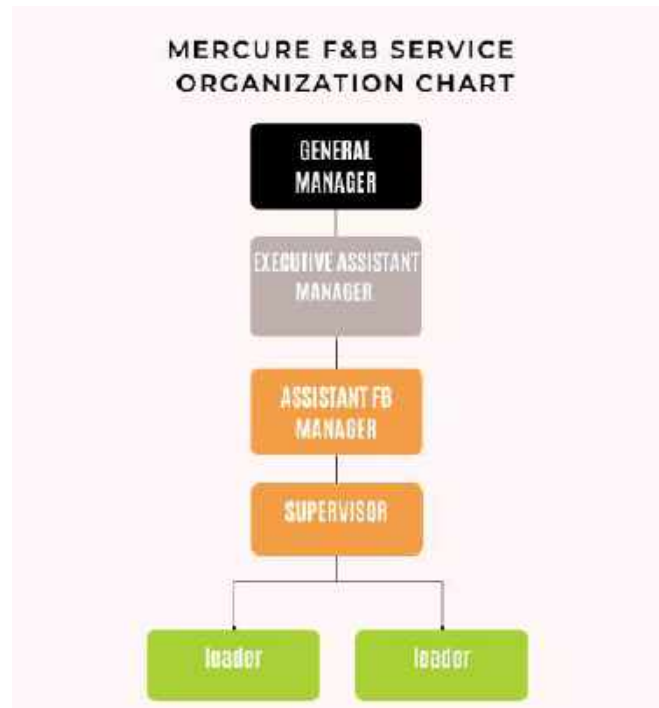 MERCURE F&B SERVICE
ORGANIZATION CHART
GENERAL
MANAGER
EXECUTIVE ASSISTANT
MANAGER
ASSISTANT FB
MANAGER
SUPERVISOR
leader
leader